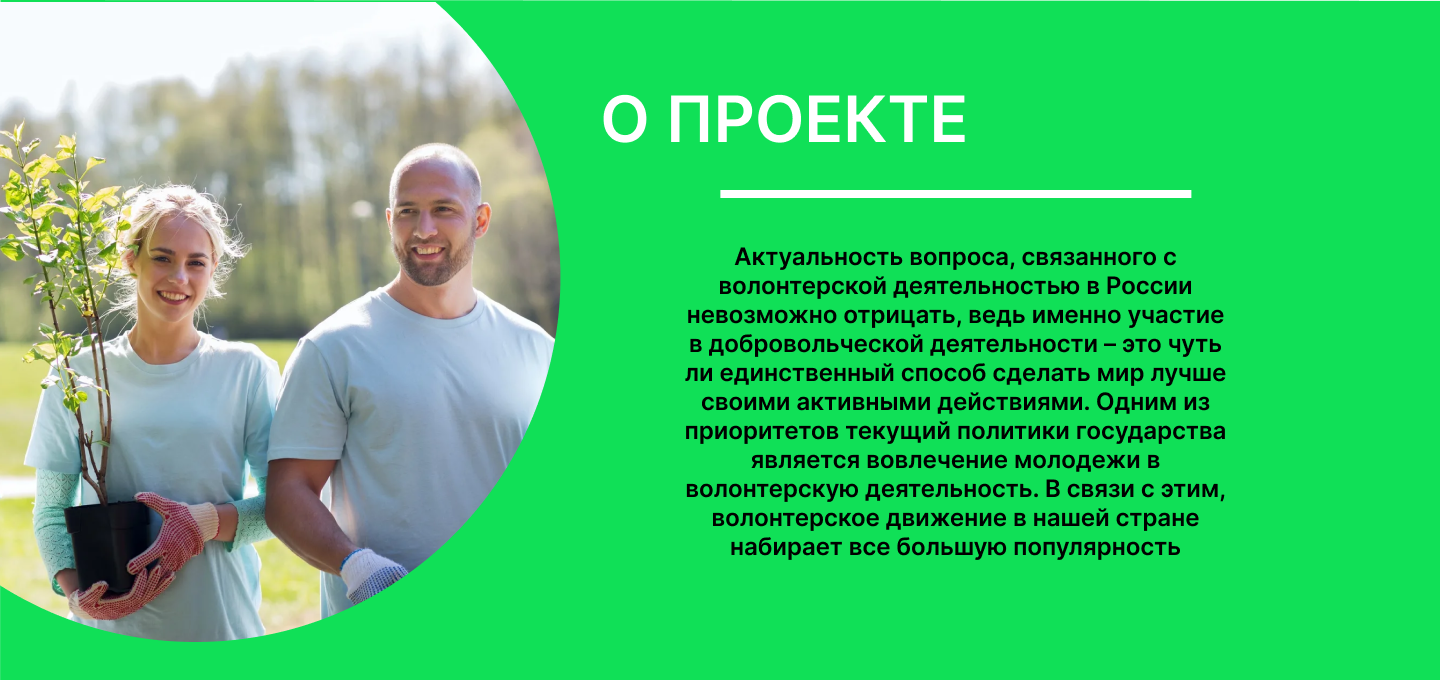 О ПРОЕКТЕ
Актуальность вопроса, связанного с
волонтерской деятельностью в России
невозможно отрицать, ведь именно участие
в добровольческой деятельности – это чуть
ли единственный способ сделать мир лучше
своими активными действиями. Одним из
приоритетов текущий политики государства
является вовлечение молодежи в
волонтерскую деятельность. В связи с этим,
волонтерское движение в нашей стране
набирает все большую популярность